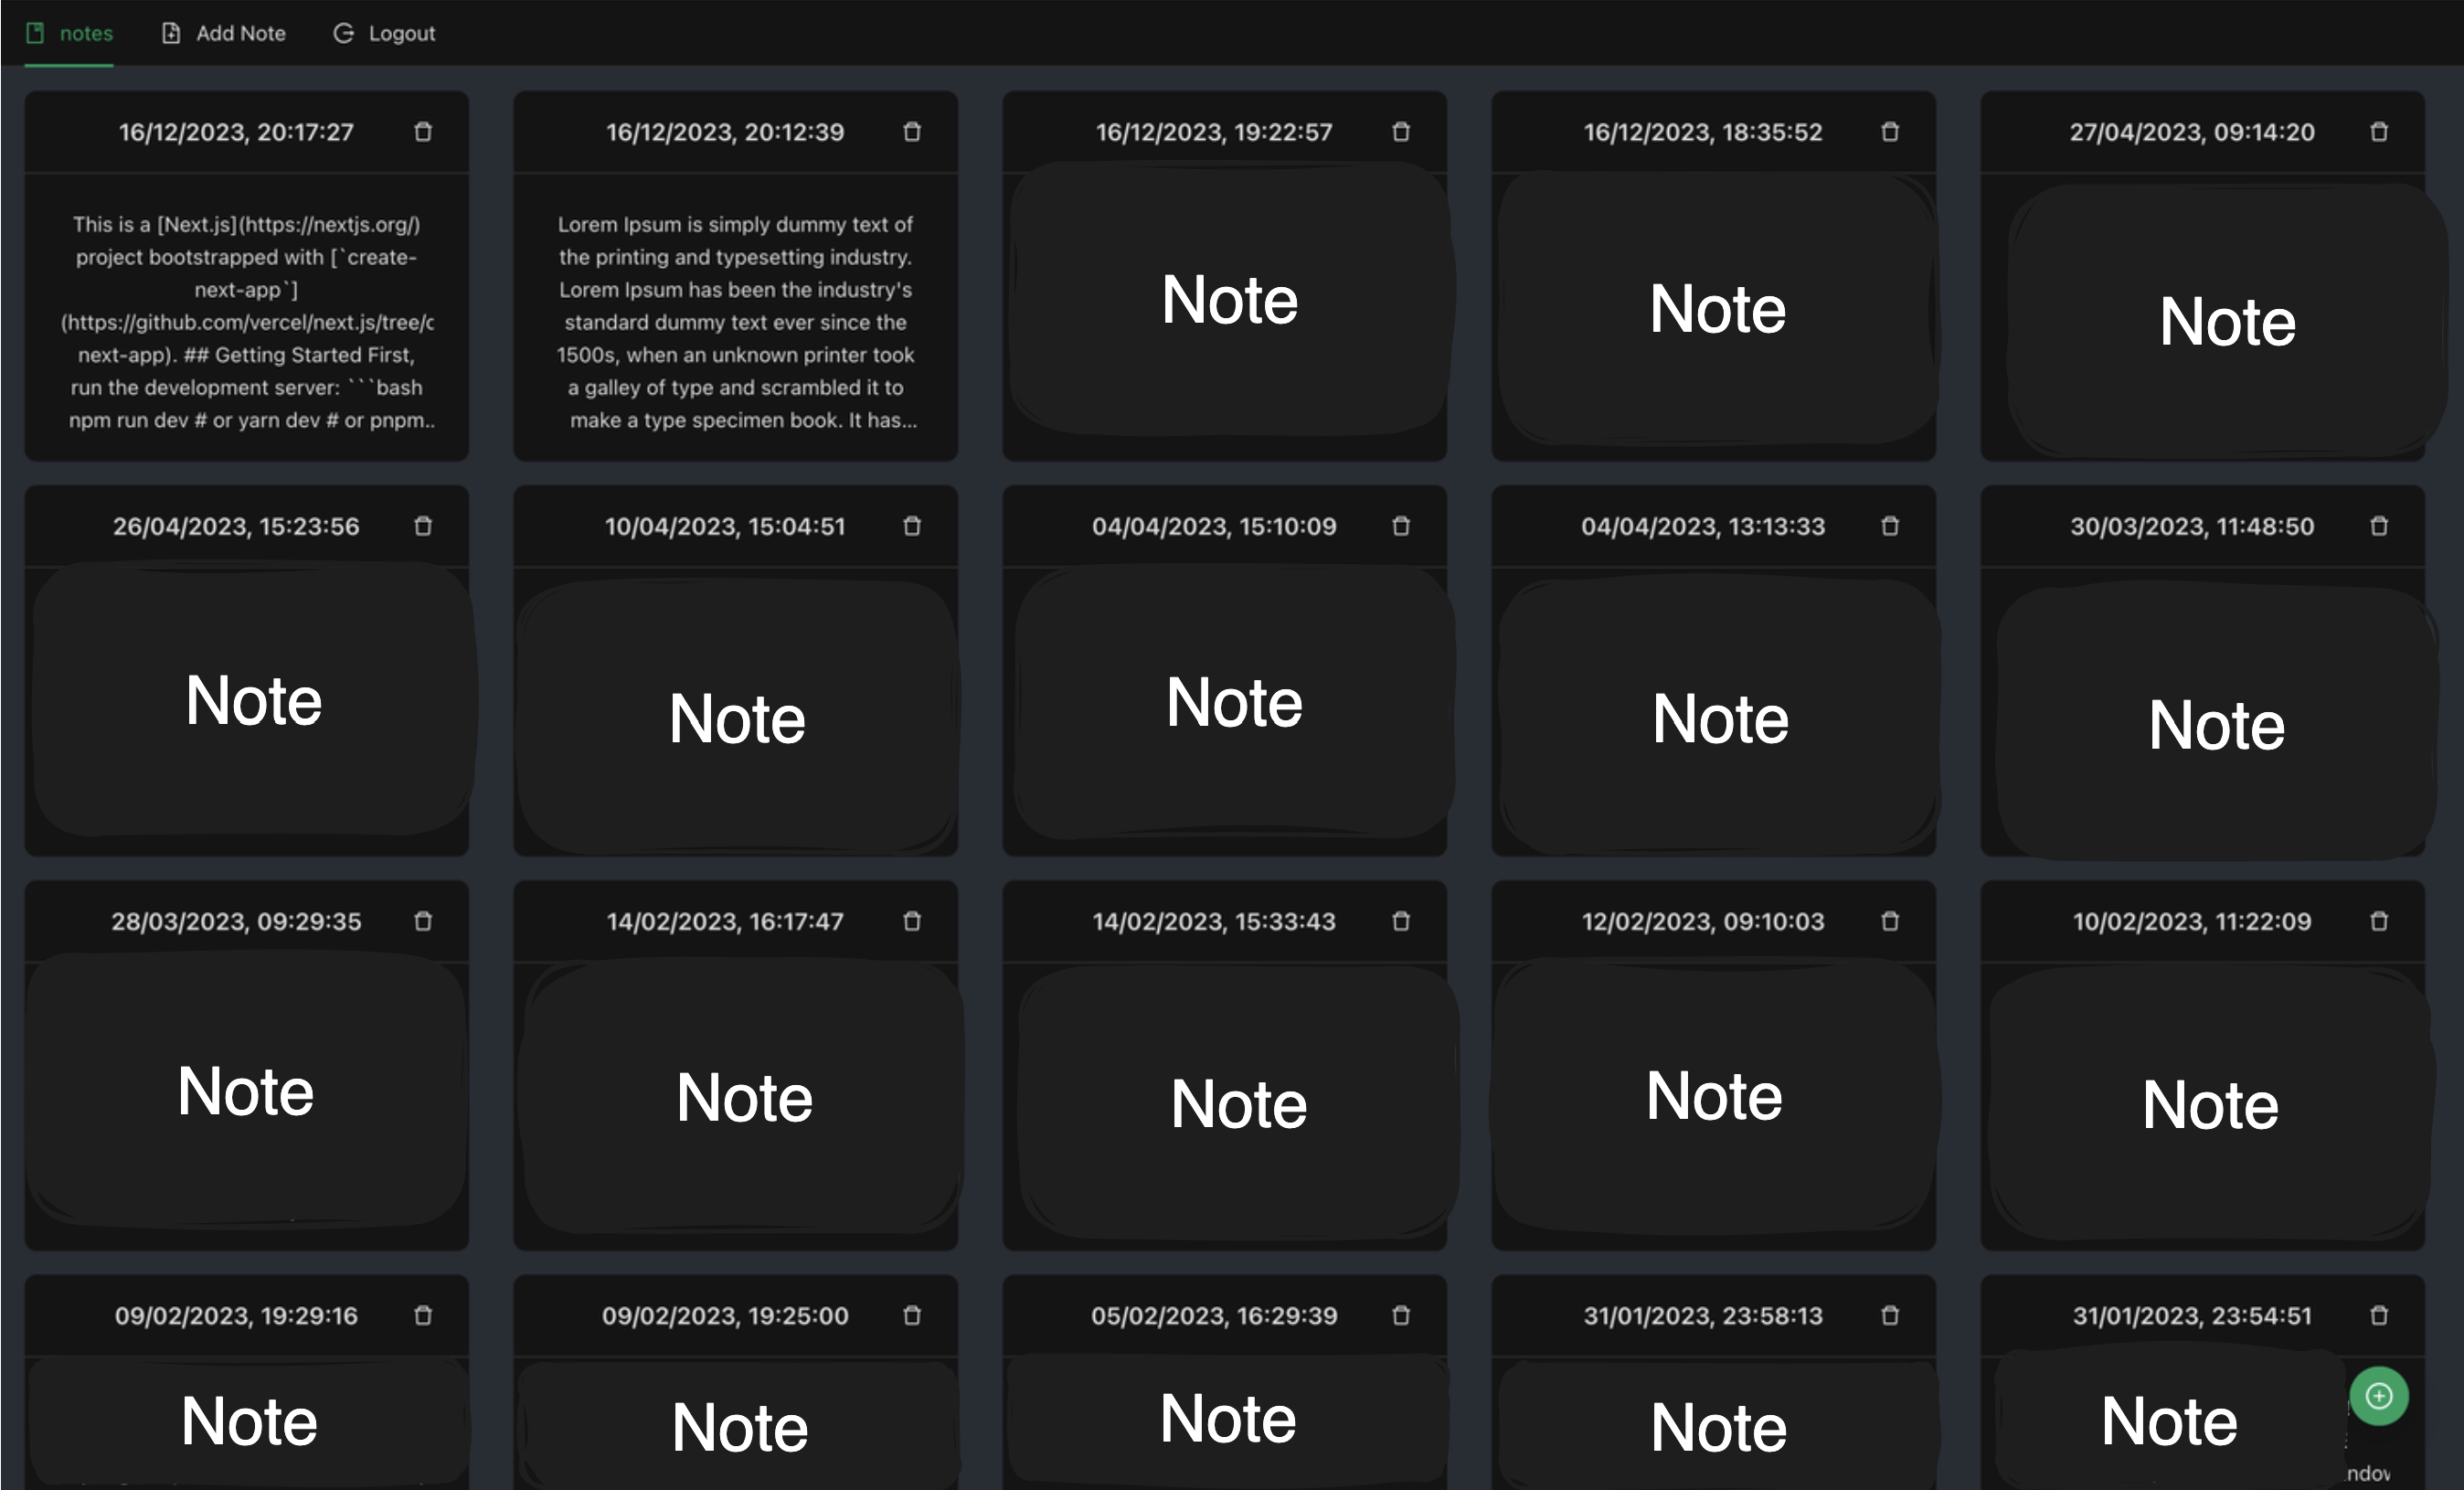 notes Add Note Logout
16/12/2023, 20:17:27
This is a [Next.js](https://nextjs.org/)
project bootstrapped with [`create-
next-app`]
(https://github.com/vercel/next.js/tree/c
next-app). ## Getting Started First,
run the development server: ```bash
npm run dev # or yarn dev # or pnpm..
16/12/2023, 20:12:39
Lorem Ipsum is simply dummy text of
the printing and typesetting industry.
Lorem Ipsum has been the industry's
standard dummy text ever since the
1500s, when an unknown printer took
a galley of type and scrambled it to
make a type specimen book. It has...
16/12/2023, 19:22:57
Note
16/12/2023, 18:35:52
Note
27/04/2023, 09:14:20
Note
26/04/2023, 15:23:56
Note
10/04/2023, 15:04:51
Note
04/04/2023, 15:10:09
Note
04/04/2023, 13:13:33
Note
30/03/2023, 11:48:50
Note
28/03/2023, 09:29:35
Note
14/02/2023, 16:17:47
Note
14/02/2023, 15:33:43
Note
12/02/2023, 09:10:03
Note
10/02/2023, 11:22:09
Note
09/02/2023, 19:29:16
Note
09/02/2023, 19:25:00
Note
05/02/2023, 16:29:39
Note
31/01/2023, 23:58:13
Note
31/01/2023, 23:54:51
Note